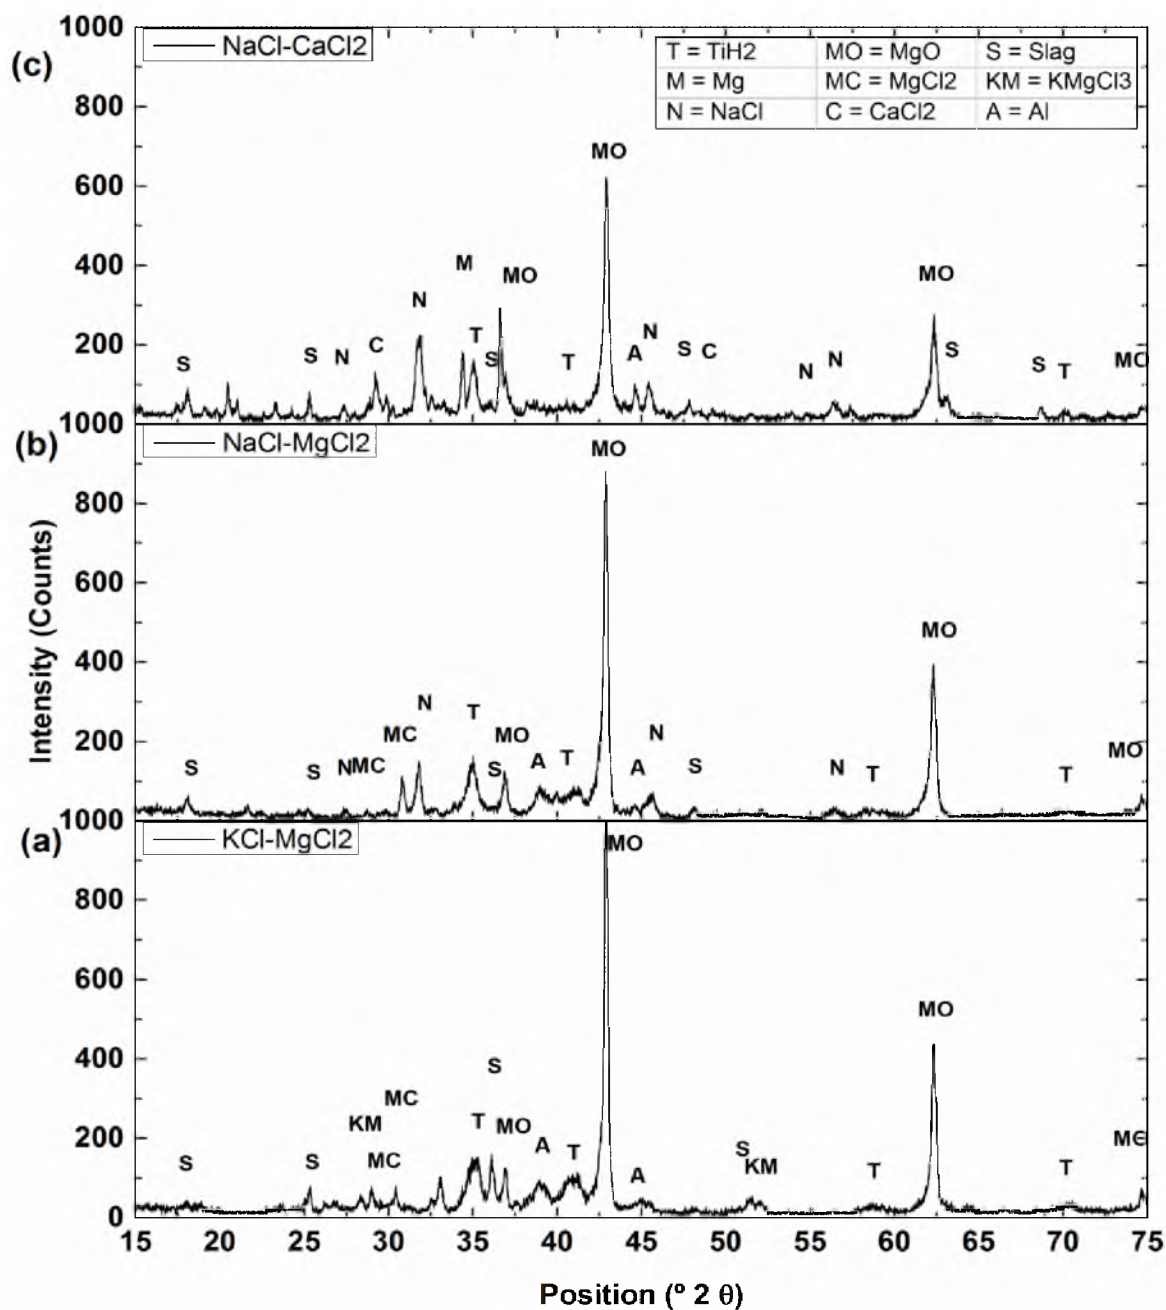 (c)
1000
800
600
400
200
NaCl-CaCl2
T = TiH2 MO = MgO S = Slag
M = Mg MC = MgCl2 KM = KMgCl3
N = NaCl C = CaCl2 A = Al
S S N C N M T S MO T MO A N S C N N MO S S T MO
(b)
1000
800
600
400
200
NaCl-MgCl2
S S N MC MC N T S MO A T MO A N S N T MO T MO
(a)
1000
800
600
400
200
0
KCl-MgCl2
S S KM MC MC T S MO A T MO A S KM T MO T MO
Intensity (Counts)
15 20 25 30 35 40 45 50 55 60 65 70 75
Position (º 2 θ)